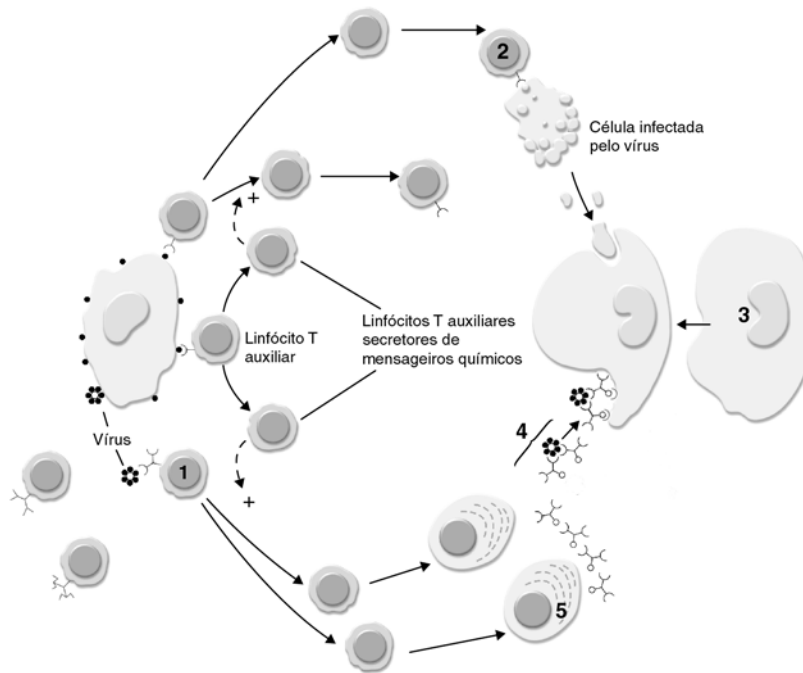 2
Célula infectada
pelo vírus
+
3
Linfócito T
auxiliar
Linfócitos T auxiliares
secretores de
mensageiros químicos
4
Vírus
1
+
5